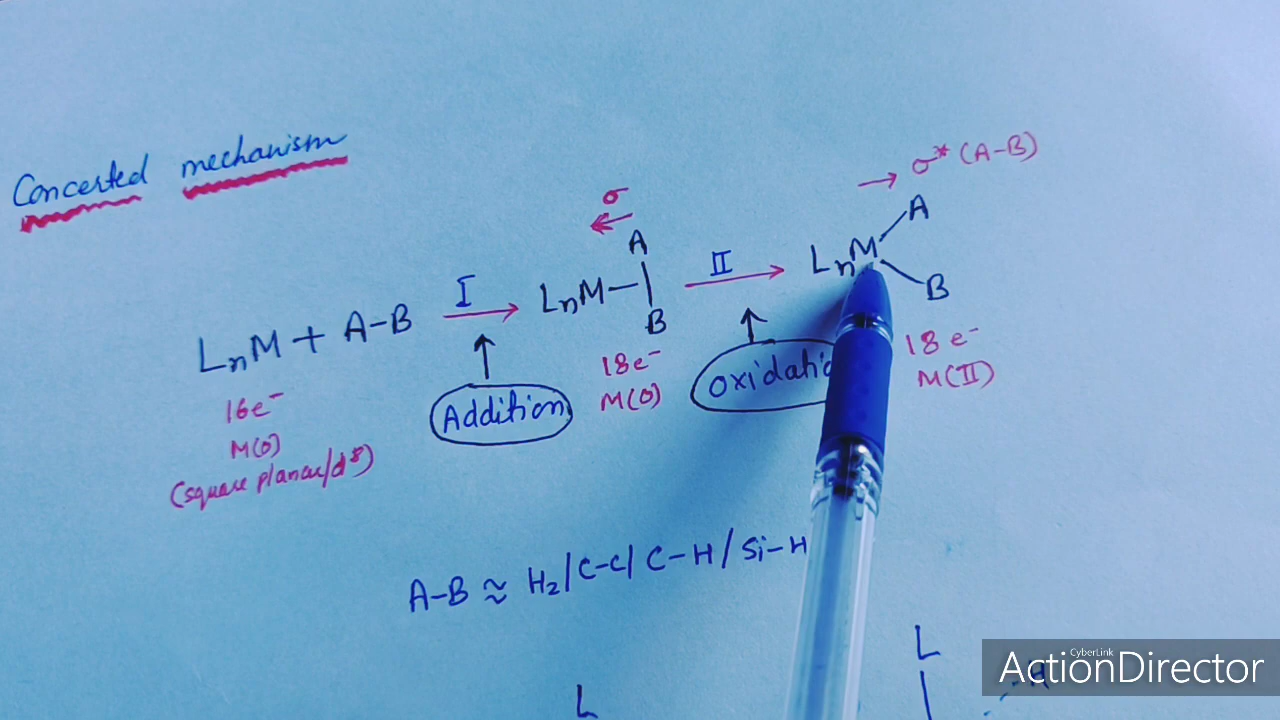 Concerted mechanism
σ* (A-B)
σ
LnM + A-B
I
LnM
A
B
II
LnM
A
B
16e-
M(0)
(square planar/d8)
Addition
18e-
M(0)
18e-
M(II)
A-B ≈ H2/C-C/ C-H / Si-H
L
L
H
CyberLink
ActionDirector